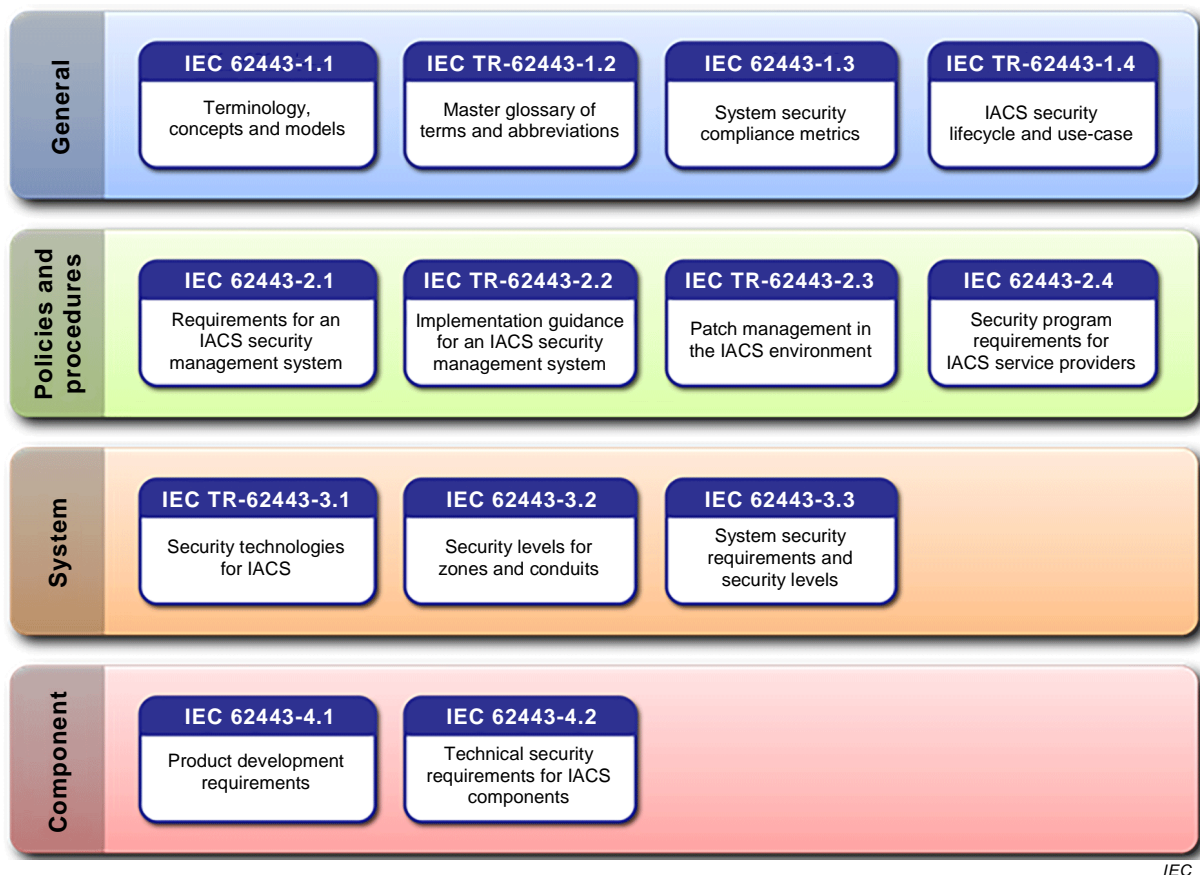 General
IEC 62443-1.1
Terminology,
concepts and models
IEC TR-62443-1.2
Master glossary of
terms and abbreviations
IEC 62443-1.3
System security
compliance metrics
IEC TR-62443-1.4
IACS security
lifecycle and use-case
Policies and
procedures
IEC 62443-2.1
Requirements for an
IACS security
management system
IEC TR-62443-2.2
Implementation guidance
for an IACS security
management system
IEC TR-62443-2.3
Patch management in
the IACS environment
IEC 62443-2.4
Security program
requirements for
IACS service providers
System
IEC TR-62443-3.1
Security technologies
for IACS
IEC 62443-3.2
Security levels for
zones and conduits
IEC 62443-3.3
System security
requirements and
security levels
Component
IEC 62443-4.1
Product development
requirements
IEC 62443-4.2
Technical security
requirements for IACS
components
IEC